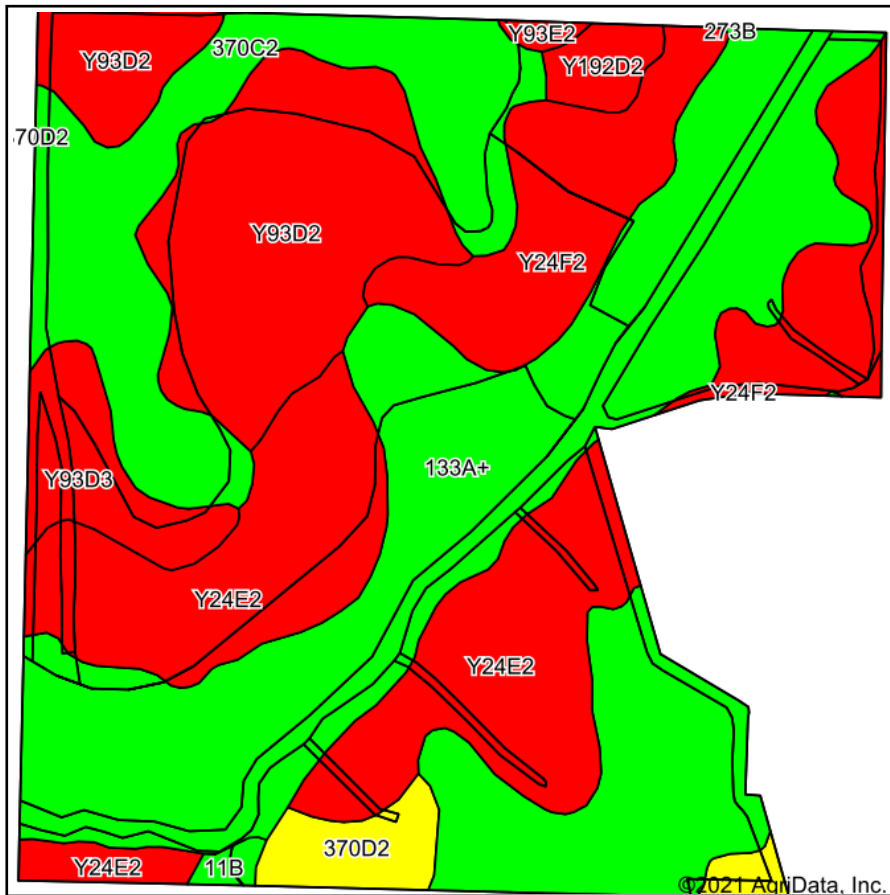 Y93E2
273B
370C2
Y93D2
Y192D2
70D2
Y93D2
Y24F2
Y24F2
133A+
Y93D3
Y24E2
Y24E2
370D2
Y24E2
11B
©2021 AgriData, Inc.